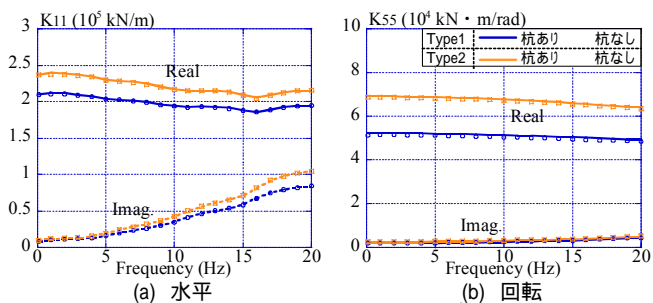 K11 (10⁵ kN/m)
3
2.5
2
1.5
1
0.5
0
Real
Imag.
0 5 10 15 20
Frequency (Hz)
(a) 水平
K55 (10⁴ kN・m/rad)
10
8
6
4
2
0
Type1 杭あり 杭なし
Type2 杭あり 杭なし
Real
Imag.
0 5 10 15 20
Frequency (Hz)
(b) 回転